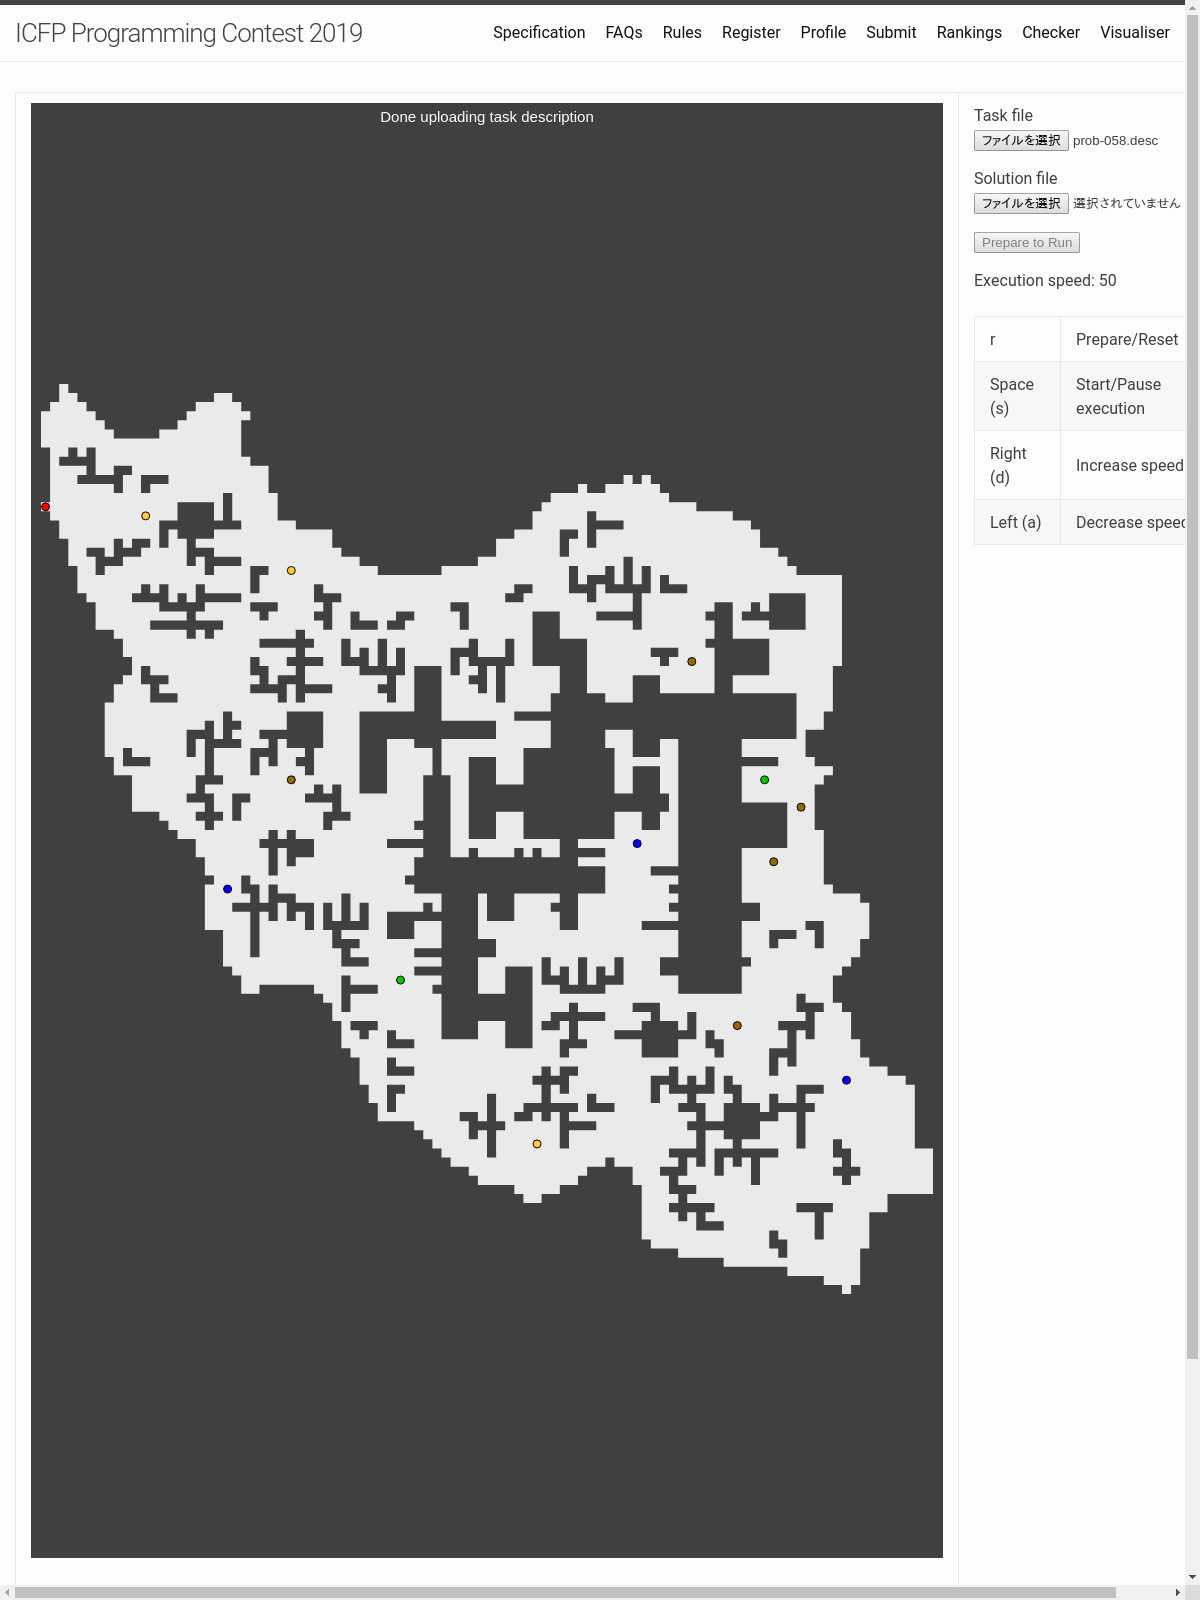 ICFP Programming Contest 2019
Specification FAQs Rules Register Profile Submit Rankings Checker Visualiser
Done uploading task description
Task file
ファイルを選択 prob-058.desc
Solution file
ファイルを選択 選択されていません
Prepare to Run
Execution speed: 50
r Prepare/Reset
Space (s) Start/Pause execution
Right (d) Increase speed
Left (a) Decrease speed